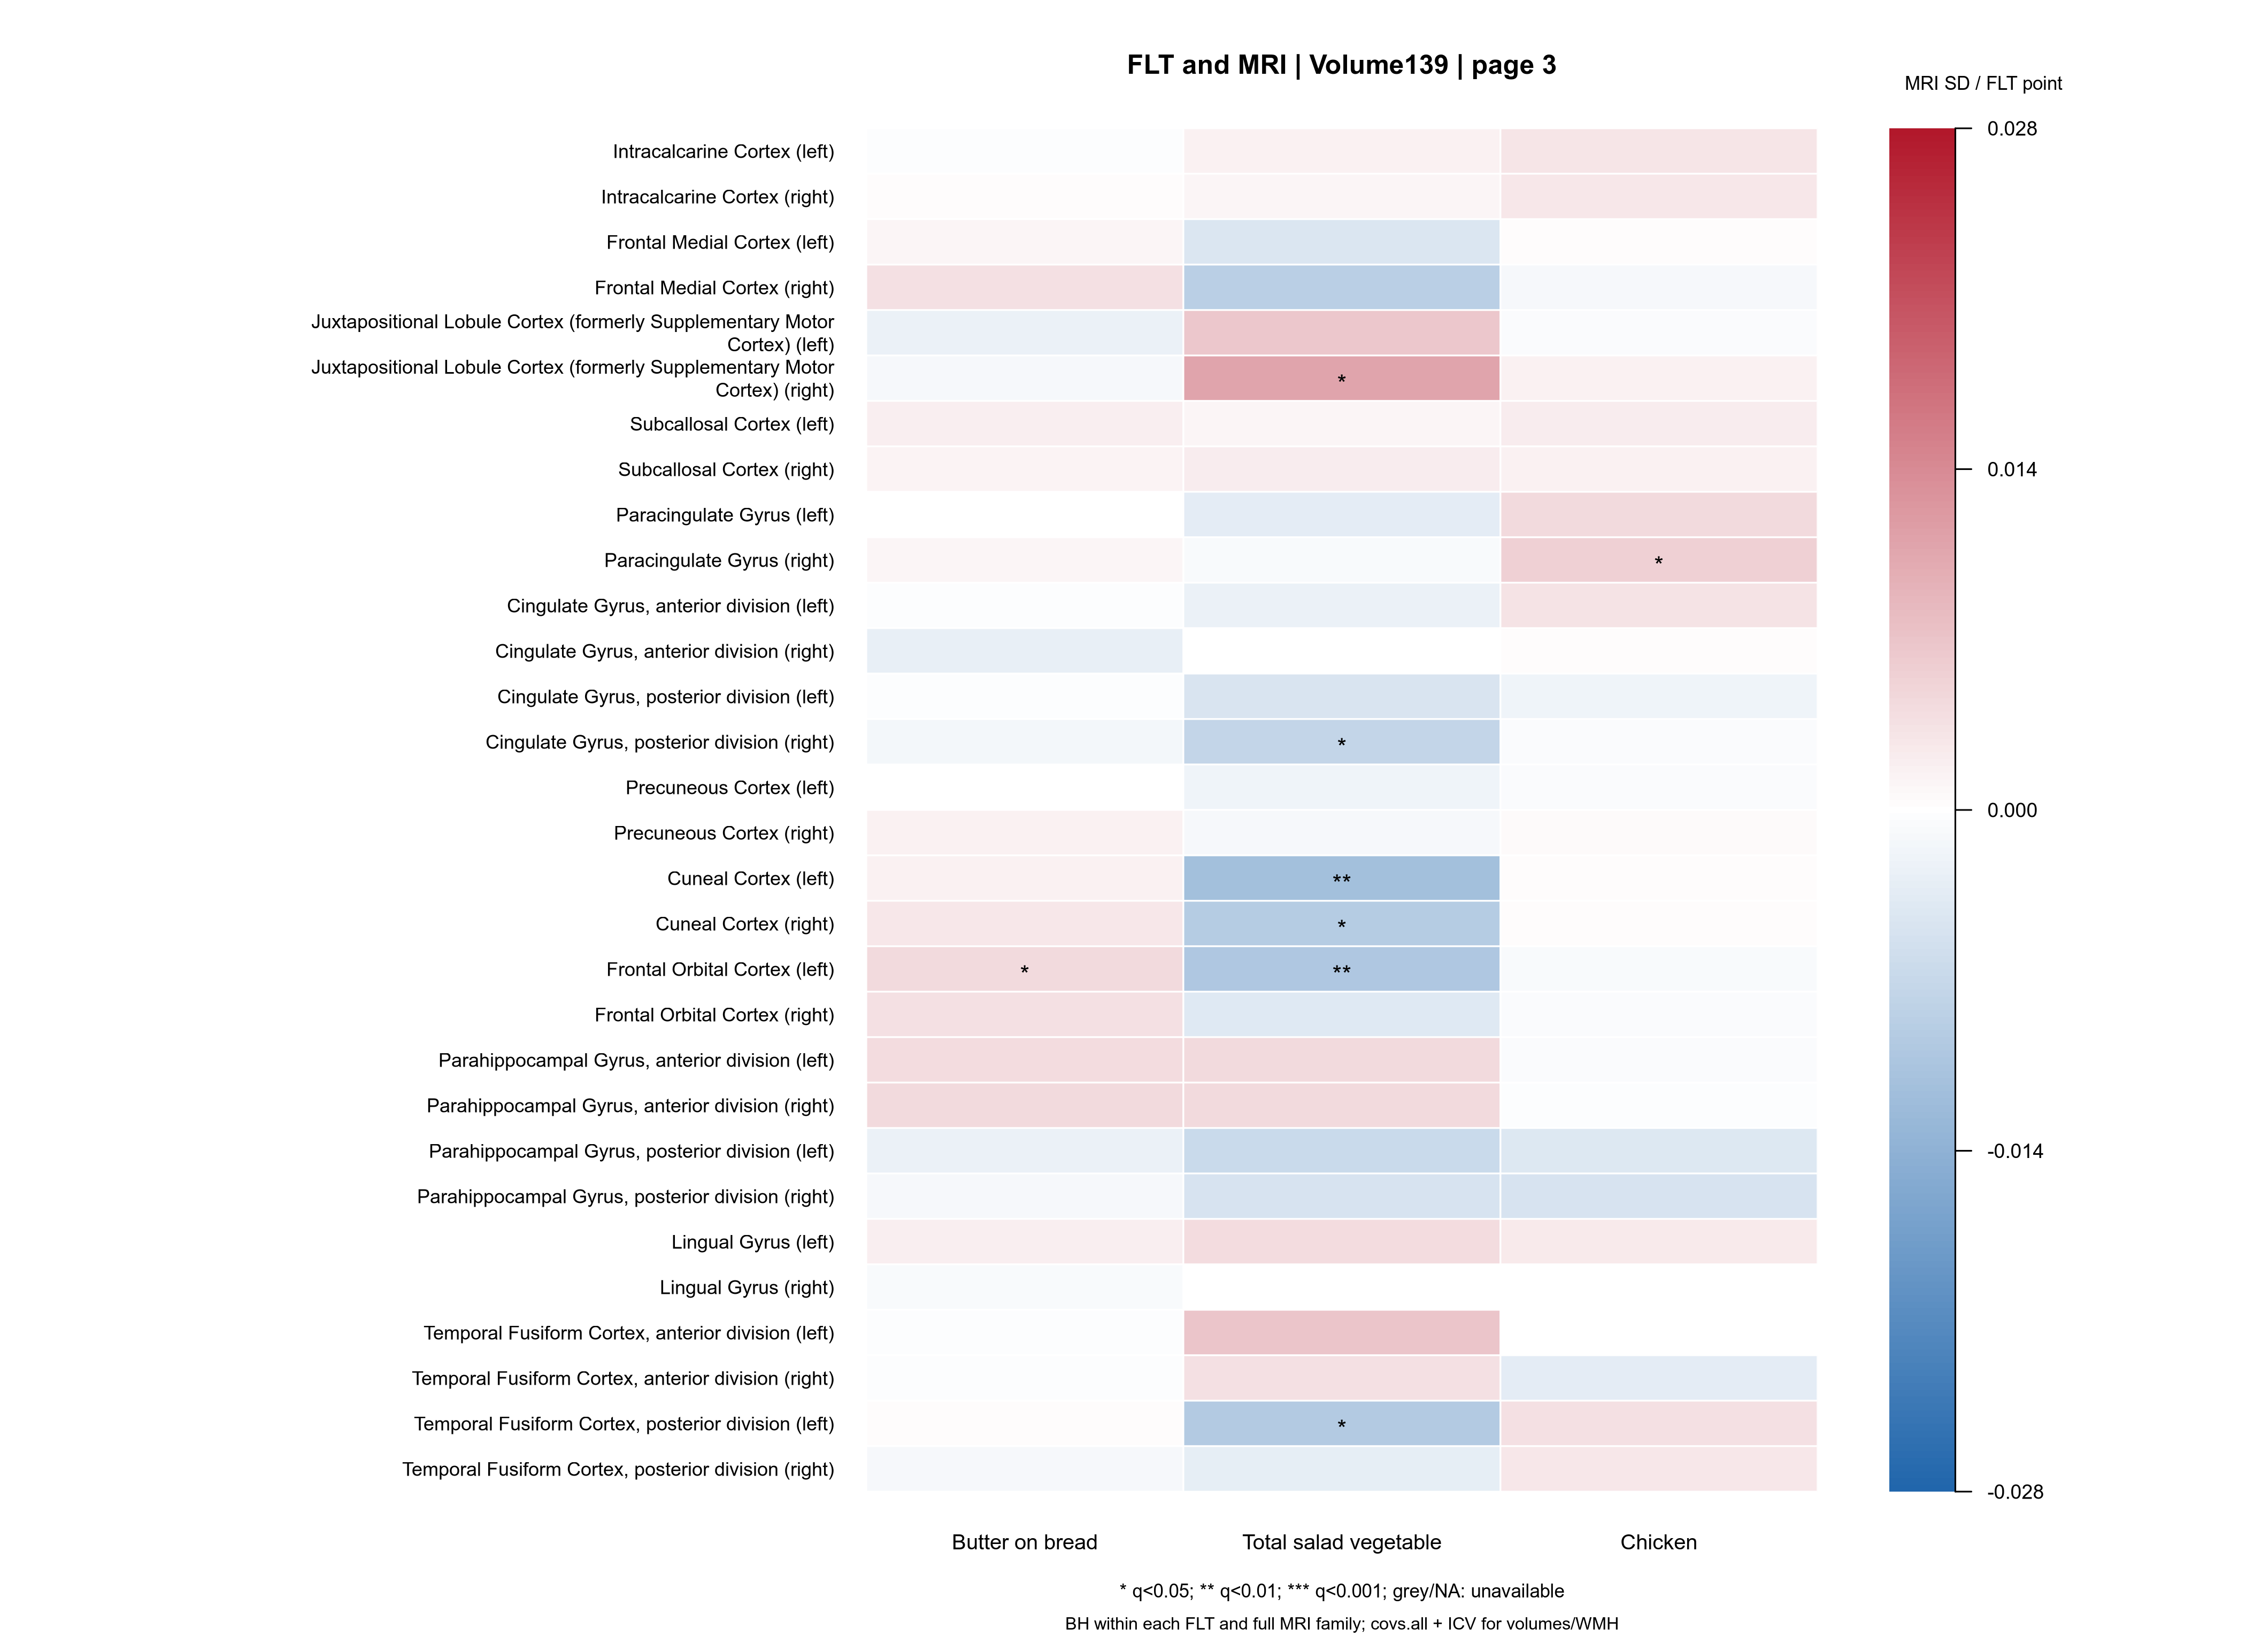 FLT and MRI | Volume139 | page 3
MRI SD / FLT point
0.028
0.014
0.000
-0.014
-0.028
Intracalcarine Cortex (left)
Intracalcarine Cortex (right)
Frontal Medial Cortex (left)
Frontal Medial Cortex (right)
Juxtapositional Lobule Cortex (formerly Supplementary Motor
Cortex) (left)
Juxtapositional Lobule Cortex (formerly Supplementary Motor
Cortex) (right)
*
Subcallosal Cortex (left)
Subcallosal Cortex (right)
Paracingulate Gyrus (left)
Paracingulate Gyrus (right)
*
Cingulate Gyrus, anterior division (left)
Cingulate Gyrus, anterior division (right)
Cingulate Gyrus, posterior division (left)
Cingulate Gyrus, posterior division (right)
*
Precuneous Cortex (left)
Precuneous Cortex (right)
Cuneal Cortex (left)
**
Cuneal Cortex (right)
*
Frontal Orbital Cortex (left)
* **
Frontal Orbital Cortex (right)
Parahippocampal Gyrus, anterior division (left)
Parahippocampal Gyrus, anterior division (right)
Parahippocampal Gyrus, posterior division (left)
Parahippocampal Gyrus, posterior division (right)
Lingual Gyrus (left)
Lingual Gyrus (right)
Temporal Fusiform Cortex, anterior division (left)
Temporal Fusiform Cortex, anterior division (right)
Temporal Fusiform Cortex, posterior division (left)
*
Temporal Fusiform Cortex, posterior division (right)
Butter on bread
Total salad vegetable
Chicken
* q<0.05; ** q<0.01; *** q<0.001; grey/NA: unavailable
BH within each FLT and full MRI family; covs.all + ICV for volumes/WMH